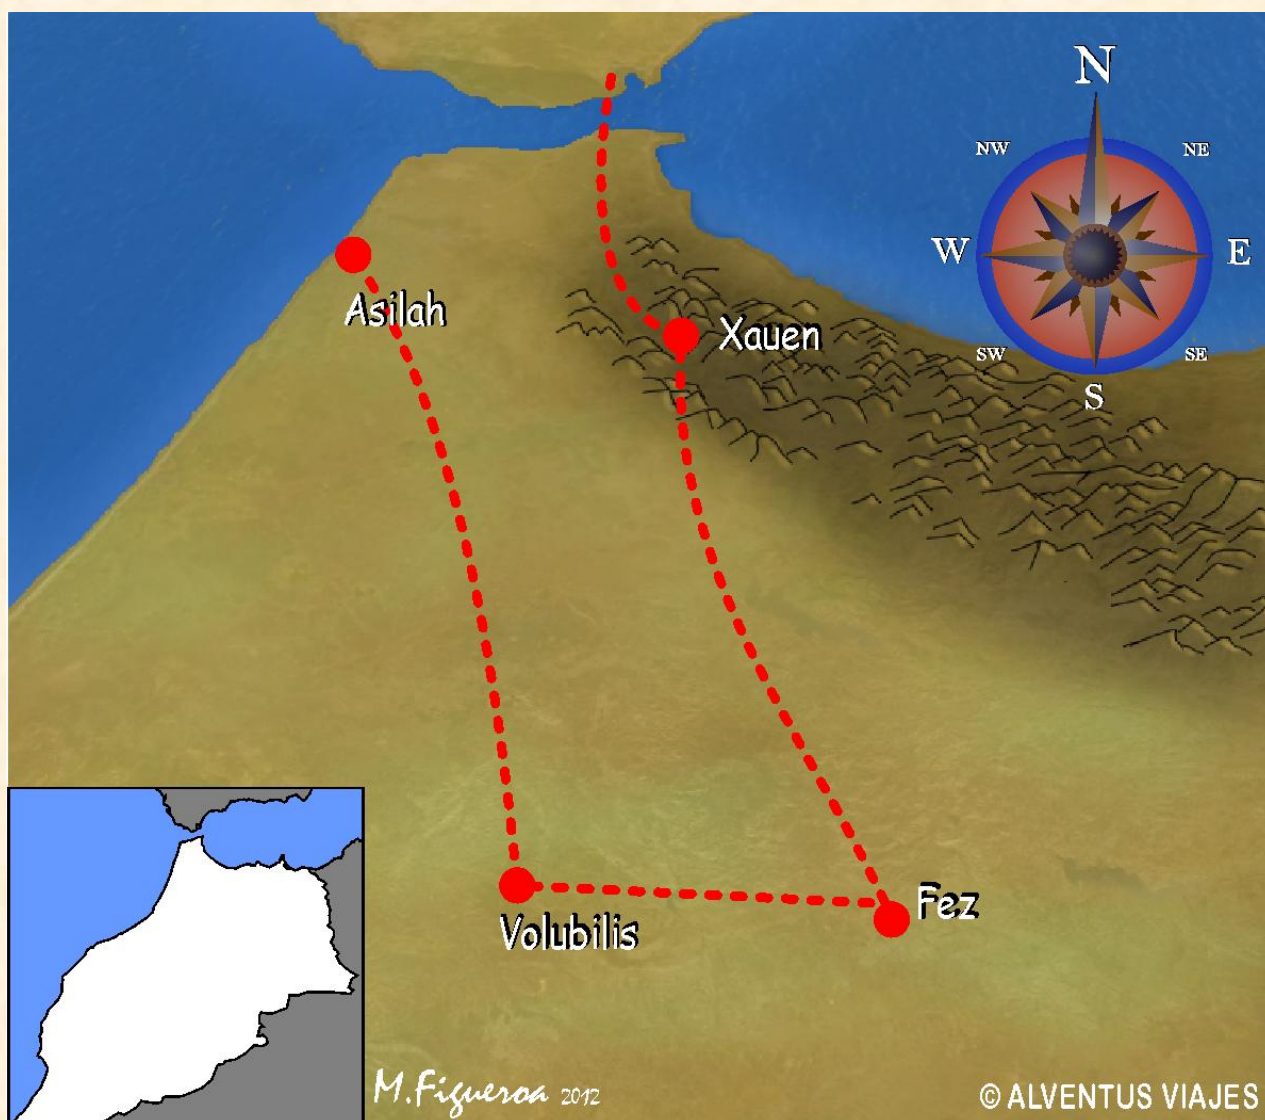 N
NW
NE
W
E
Asilah
Xauen
SW
SE
S
Fez
Volubilis
M.Figueroa 2012
© ALVENTUS VIAJES